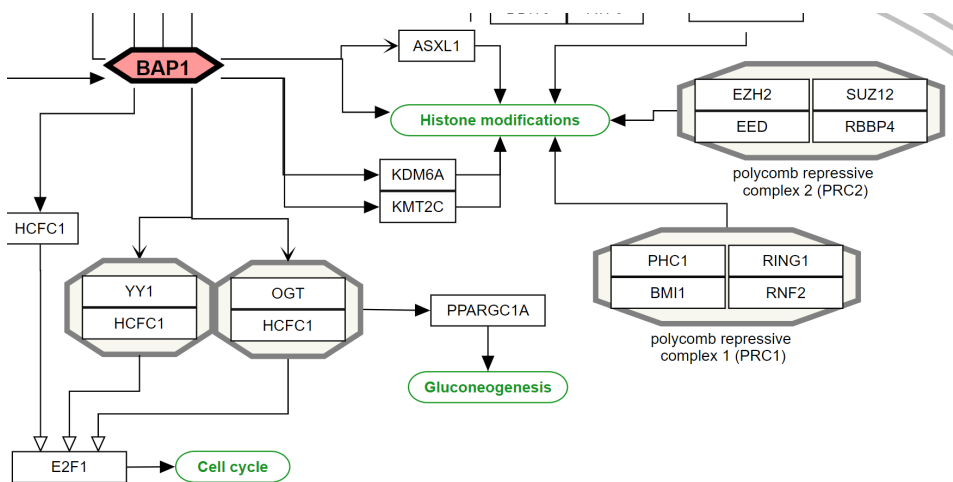 ASXL1
BAP1
EZH2
SUZ12
Histone modifications
EED
RBBP4
polycomb repressive
complex 2 (PRC2)
KDM6A
KMT2C
HCFC1
PHC1
RING1
YY1
OGT
BMI1
RNF2
HCFC1
HCFC1
PPARGC1A
polycomb repressive
complex 1 (PRC1)
Gluconeogenesis
E2F1
Cell cycle